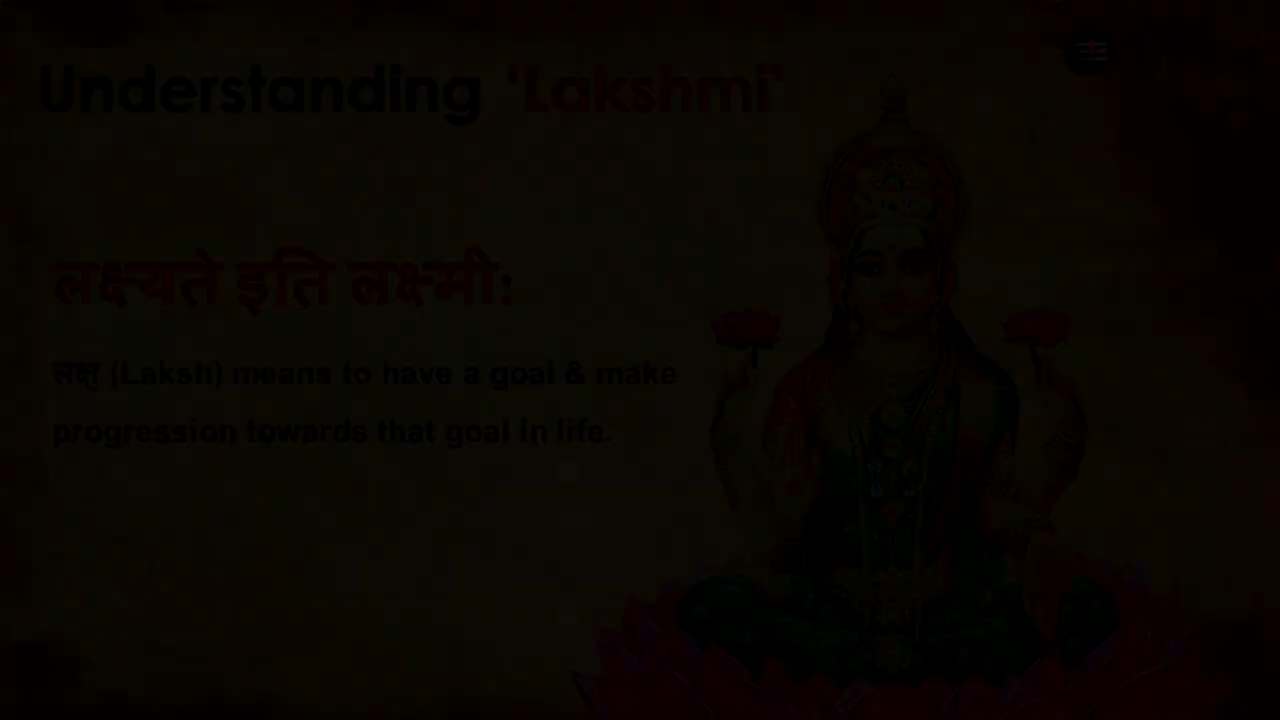 Understanding 'Lakshmi'
लक्ष्यते इति लक्ष्मी:
लक्ष् (Laksh) means to have a goal & make
progression towards that goal in life.